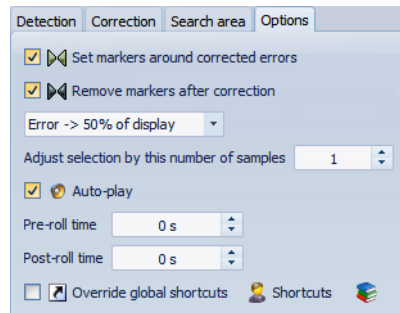 Detection Correction Search area Options
Set markers around corrected errors
Remove markers after correction
Error -> 50% of display
Adjust selection by this number of samples 1
Auto-play
Pre-roll time 0 s
Post-roll time 0 s
Override global shortcuts Shortcuts